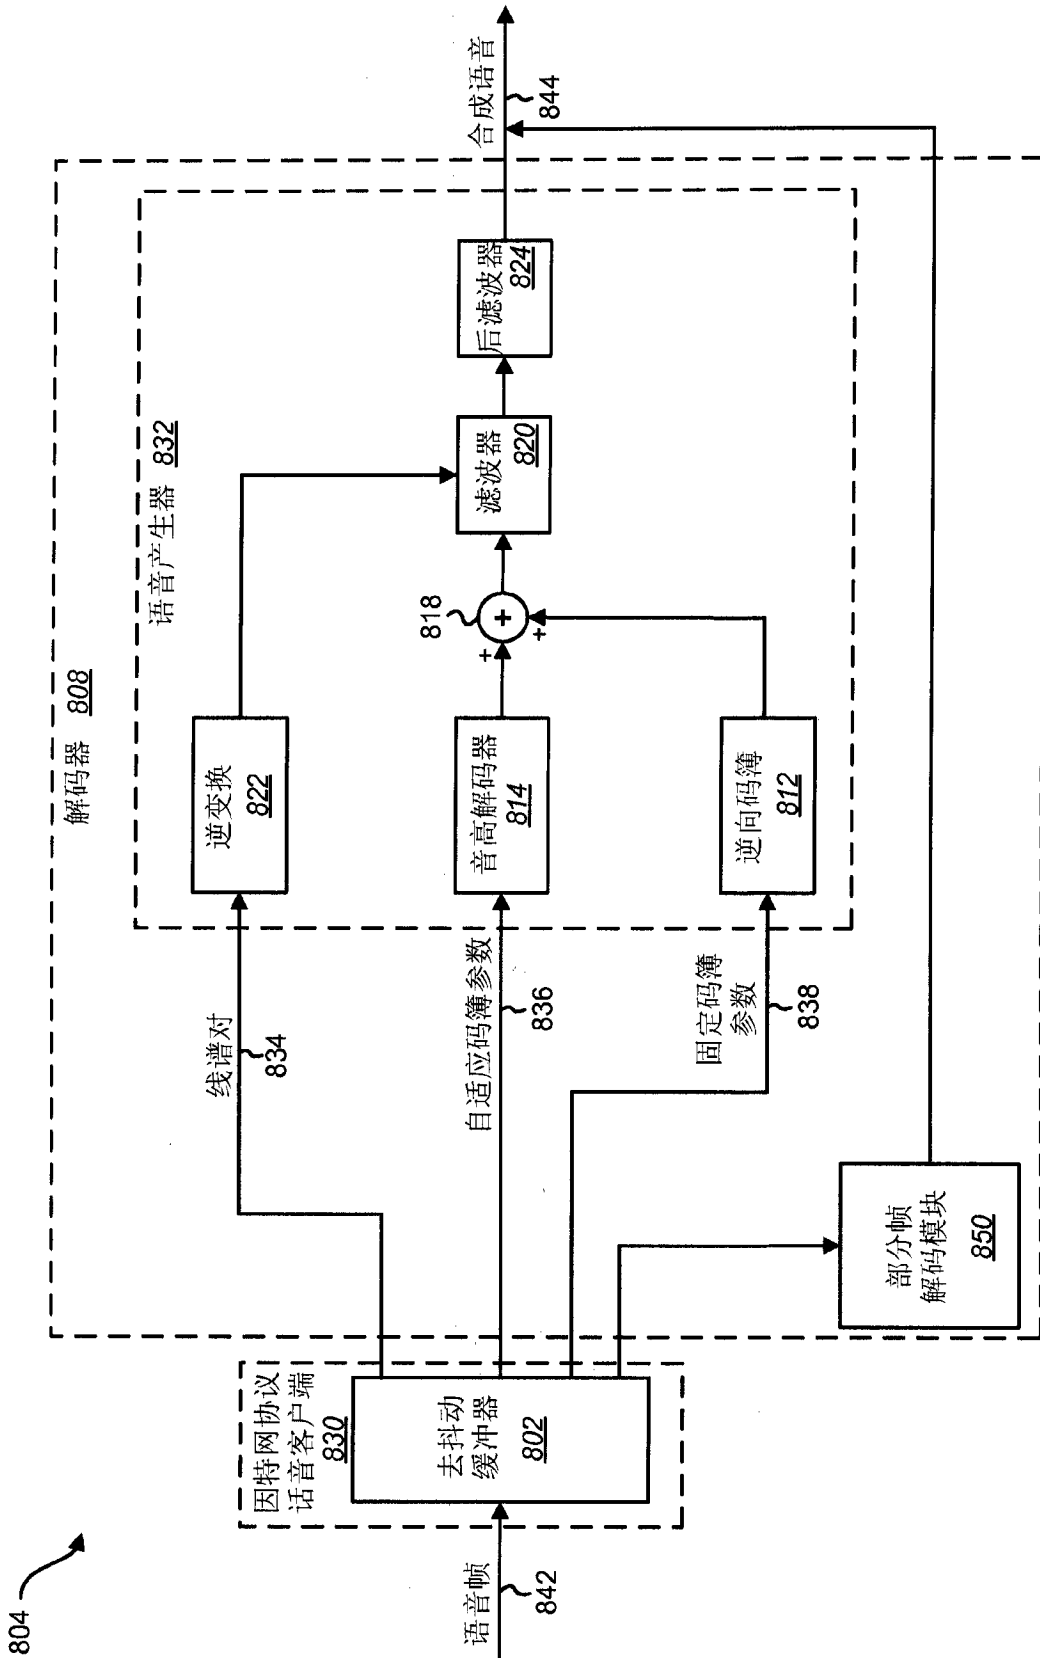 804
语音帧
842
因特网协议
话音客户端
830
去抖动
缓冲器
802
解码器 808
语音产生器 832
线谱对
834
自适应码簿参数
836
固定码簿
参数
838
部分帧
解码模块
850
逆变换
822
音高解码器
814
逆向码簿
812
818
+
+
+
滤波器
820
后滤波器
824
合成语音
844